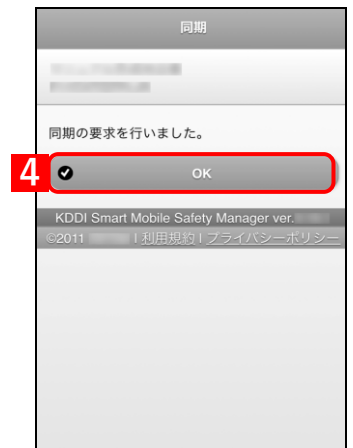 同期
同期の要求を行いました。
4
OK
KDDI Smart Mobile Safety Manager ver.
©2011 | 利用規約 | プライバシーポリシー